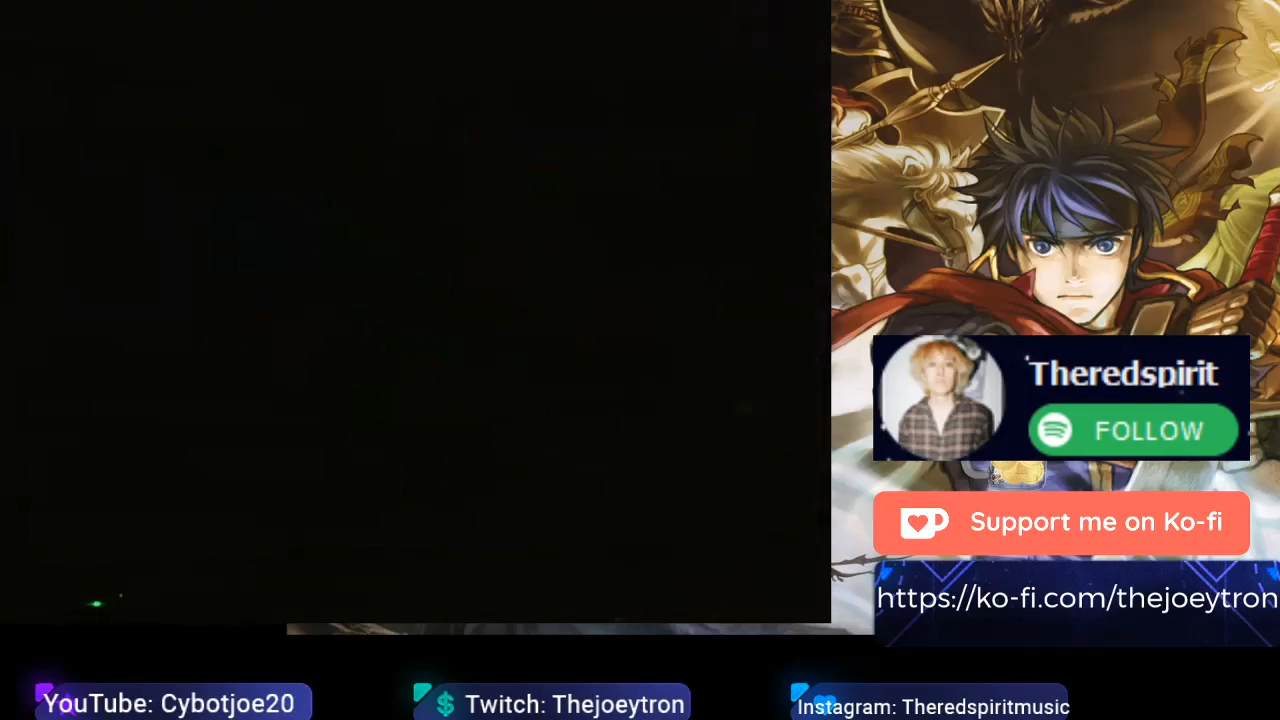 Theredspirit
FOLLOW
Support me on Ko-fi
https://ko-fi.com/thejoeytron
YouTube: Cybotjoe20
Twitch: Thejoeytron
Instagram: Theredspiritmusic